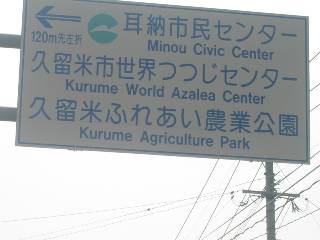 120m先左折
耳納市民センター
Minou Civic Center
久留米市世界つつじセンター
Kurume World Azalea Center
久留米ふれあい農業公園
Kurume Agriculture Park